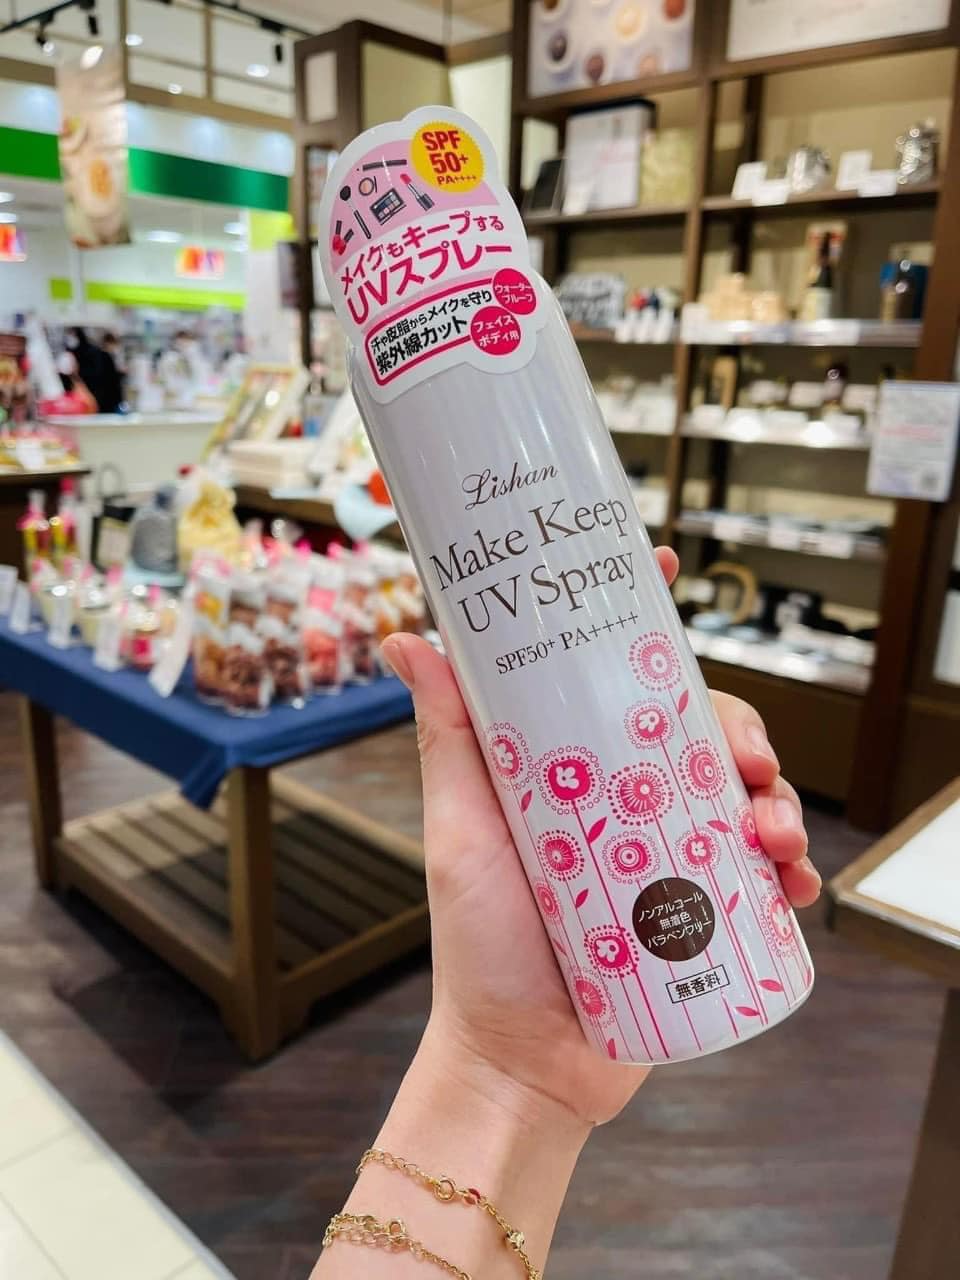 SPF
50+
PA++++
メイクもキープする
UVスプレー
汗や皮脂からメイクを守り
紫外線カット
ウォーター
プルーフ
フェイス
ボディ用
Lishan
Make Keep
UV Spray
SPF50+ PA++++
ノンアルコール
無着色
パラベンフリー
無香料